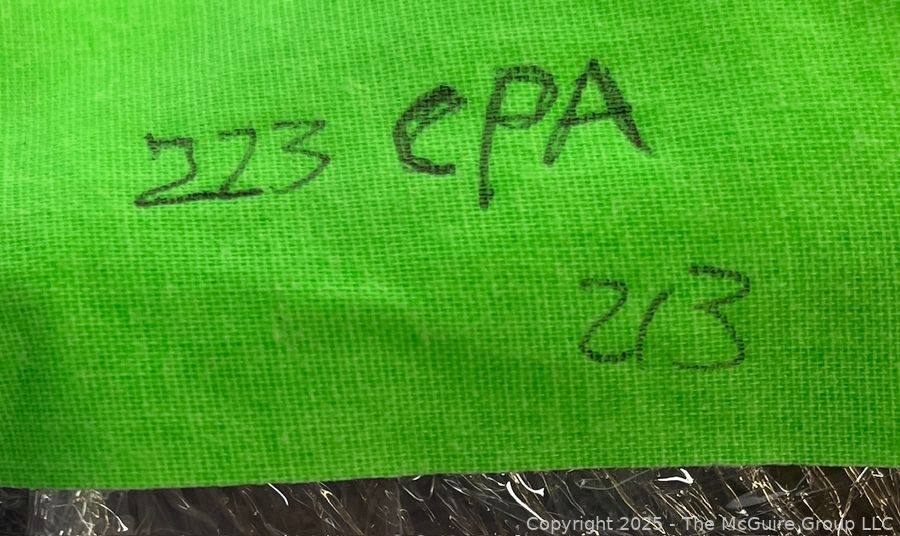 223 CPA
213
Copyright 2025 - The McGuire Group LLC